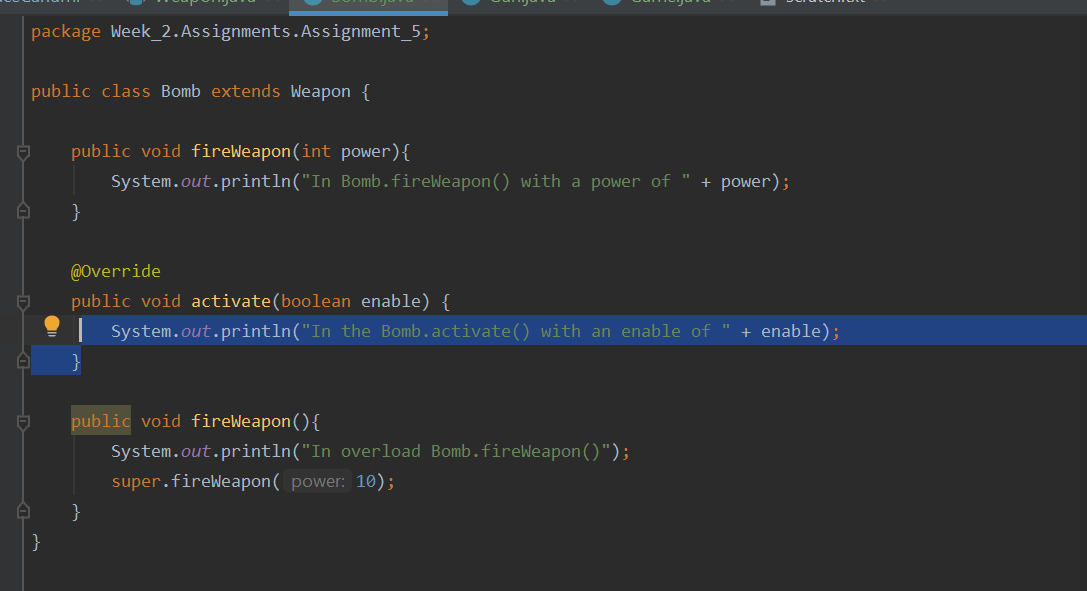 package Week_2.Assignments.Assignment_5;
public class Bomb extends Weapon {
public void fireWeapon(int power){
System.out.println("In Bomb.fireWeapon() with a power of " + power);
}
@Override
public void activate(boolean enable) {
System.out.println("In the Bomb.activate() with an enable of " + enable);
}
public void fireWeapon(){
System.out.println("In overload Bomb.fireWeapon()");
super.fireWeapon( power: 10);
}
}